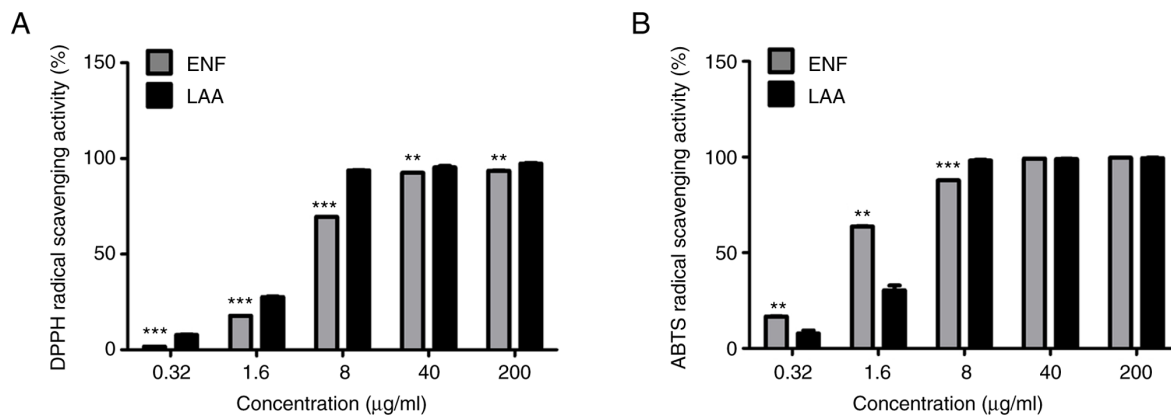 A
DPPH radical scavenging activity (%)
150
100
50
0
ENF
LAA
***
***
***
**
**
0.32 1.6 8 40 200
Concentration (μg/ml)
B
ABTS radical scavenging activity (%)
150
100
50
0
ENF
LAA
**
**
***
0.32 1.6 8 40 200
Concentration (μg/ml)